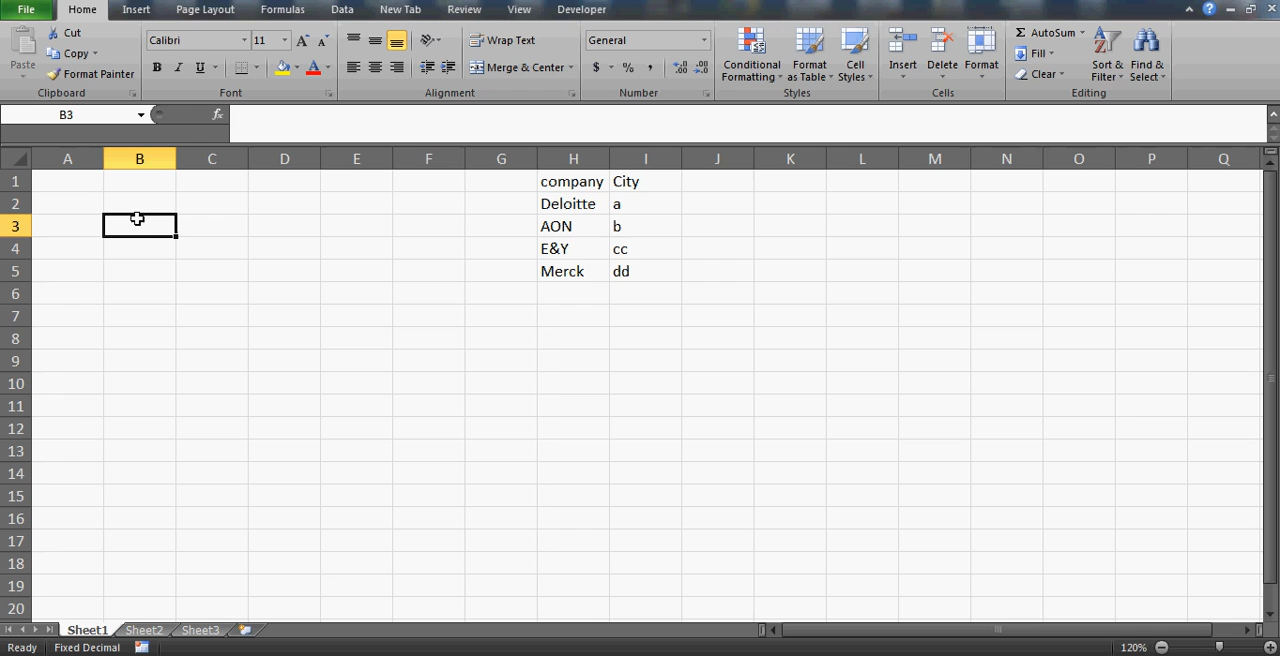 File Home Insert Page Layout Formulas Data New Tab Review View Developer
Paste
Cut
Copy
Format Painter
Clipboard
Calibri 11
B I U A
A A
Font
Wrap Text
Merge & Center
Alignment
General
$ % , .00 .0
Number
Conditional Formatting
Format as Table
Cell Styles
Styles
Insert Delete Format
Cells
Σ AutoSum
Fill
Clear
Sort & Filter
Find & Select
Editing
B3 fx
A B C D E F G H I J K L M N O P Q
1 company City
2 Deloitte a
3 AON b
4 E&Y cc
5 Merck dd
6
7
8
9
10
11
12
13
14
15
16
17
18
19
20
Sheet1 Sheet2 Sheet3
Ready Fixed Decimal 120%